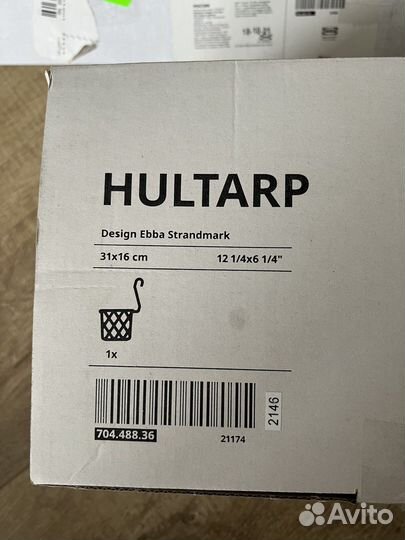 HULTARP
Design Ebba Strandmark
31x16 cm 12 1/4x6 1/4"
1x
704.488.36
21174
2146
Avito